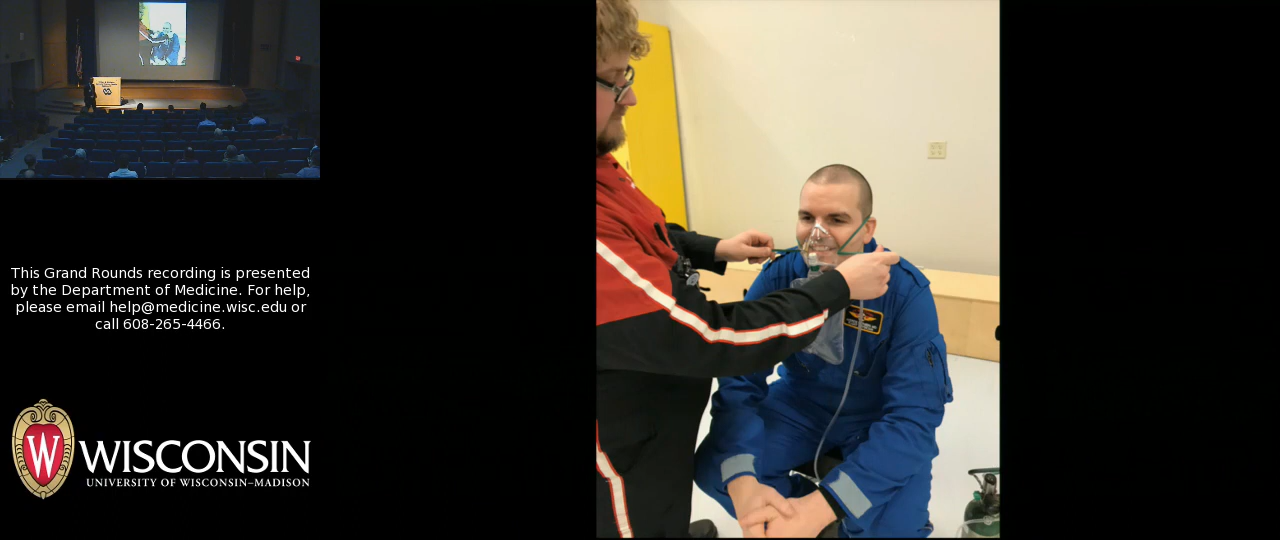 This Grand Rounds recording is presented
by the Department of Medicine. For help,
please email help@medicine.wisc.edu or
call 608-265-4466.
W
WISCONSIN
UNIVERSITY OF WISCONSIN–MADISON